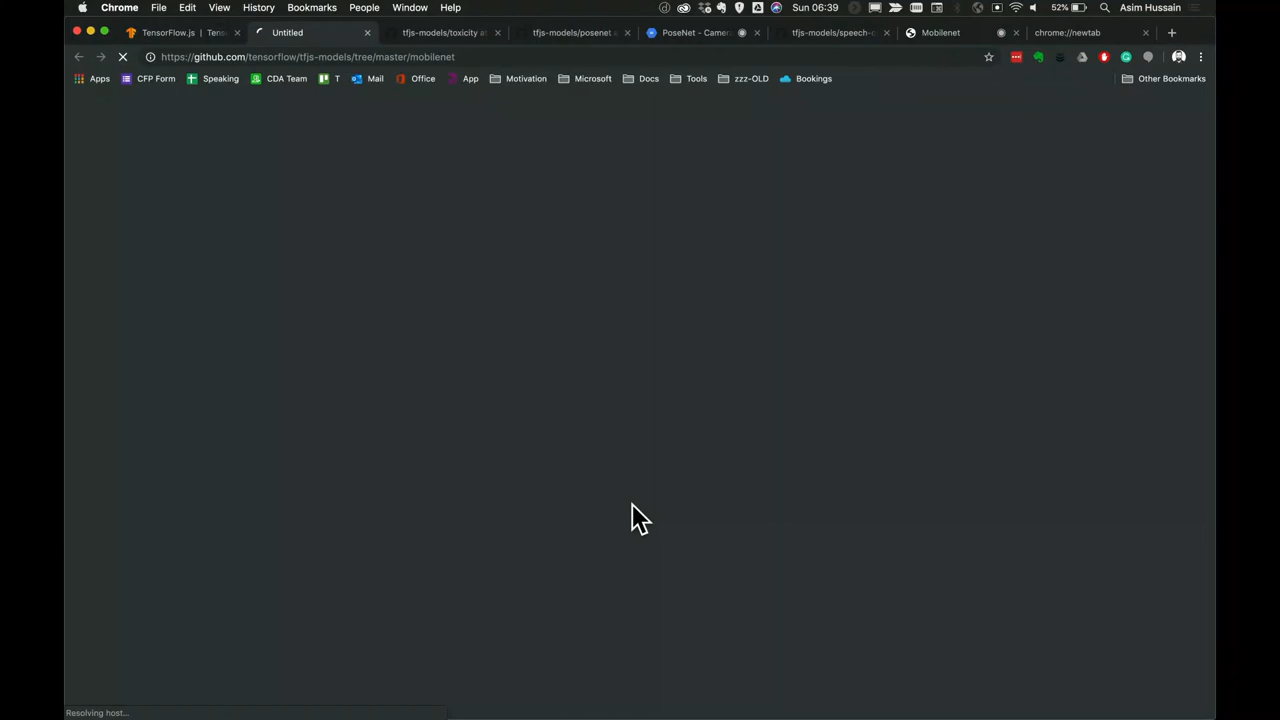 Chrome File Edit View History Bookmarks People Window Help Sun 06:39 52% Asim Hussain
TensorFlow.js | Tens Untitled tfjs-models/toxicity at tfjs-models/posenet a PoseNet - Camera tfjs-models/speech-c Mobilenet chrome://newtab
https://github.com/tensorflow/tfjs-models/tree/master/mobilenet
Apps CFP Form Speaking CDA Team T Mail Office App Motivation Microsoft Docs Tools zzz-OLD Bookings Other Bookmarks
Resolving host...